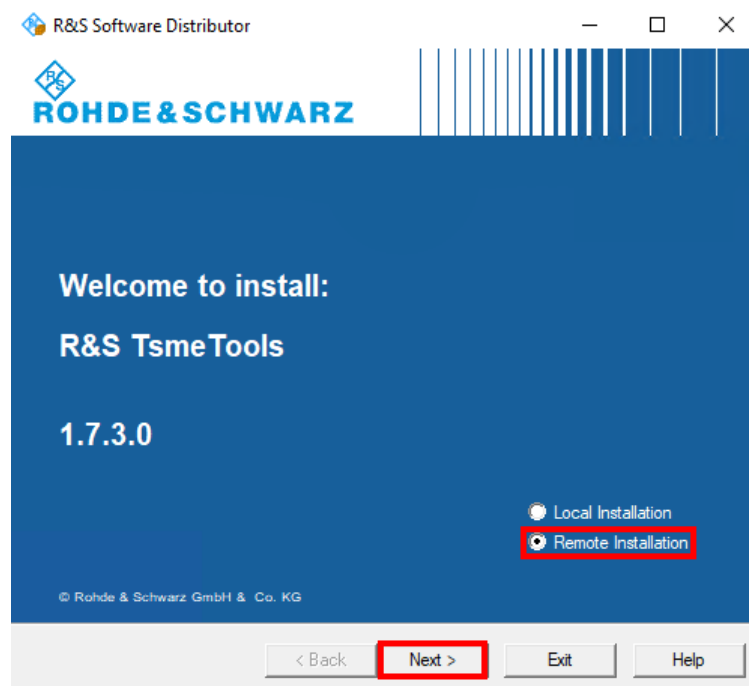 R&S Software Distributor
R&S
ROHDE&SCHWARZ
Welcome to install:
R&S TsmeTools
1.7.3.0
Local Installation
Remote Installation
© Rohde & Schwarz GmbH & Co. KG
< Back
Next >
Exit
Help